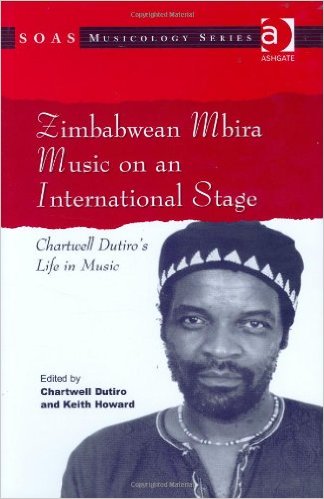 SOAS Musicology Series
a
ASHGATE
Zimbabwean Mbira
Music on an
International Stage
Chartwell Dutiro's
Life in Music
Edited by
Chartwell Dutiro
and Keith Howard